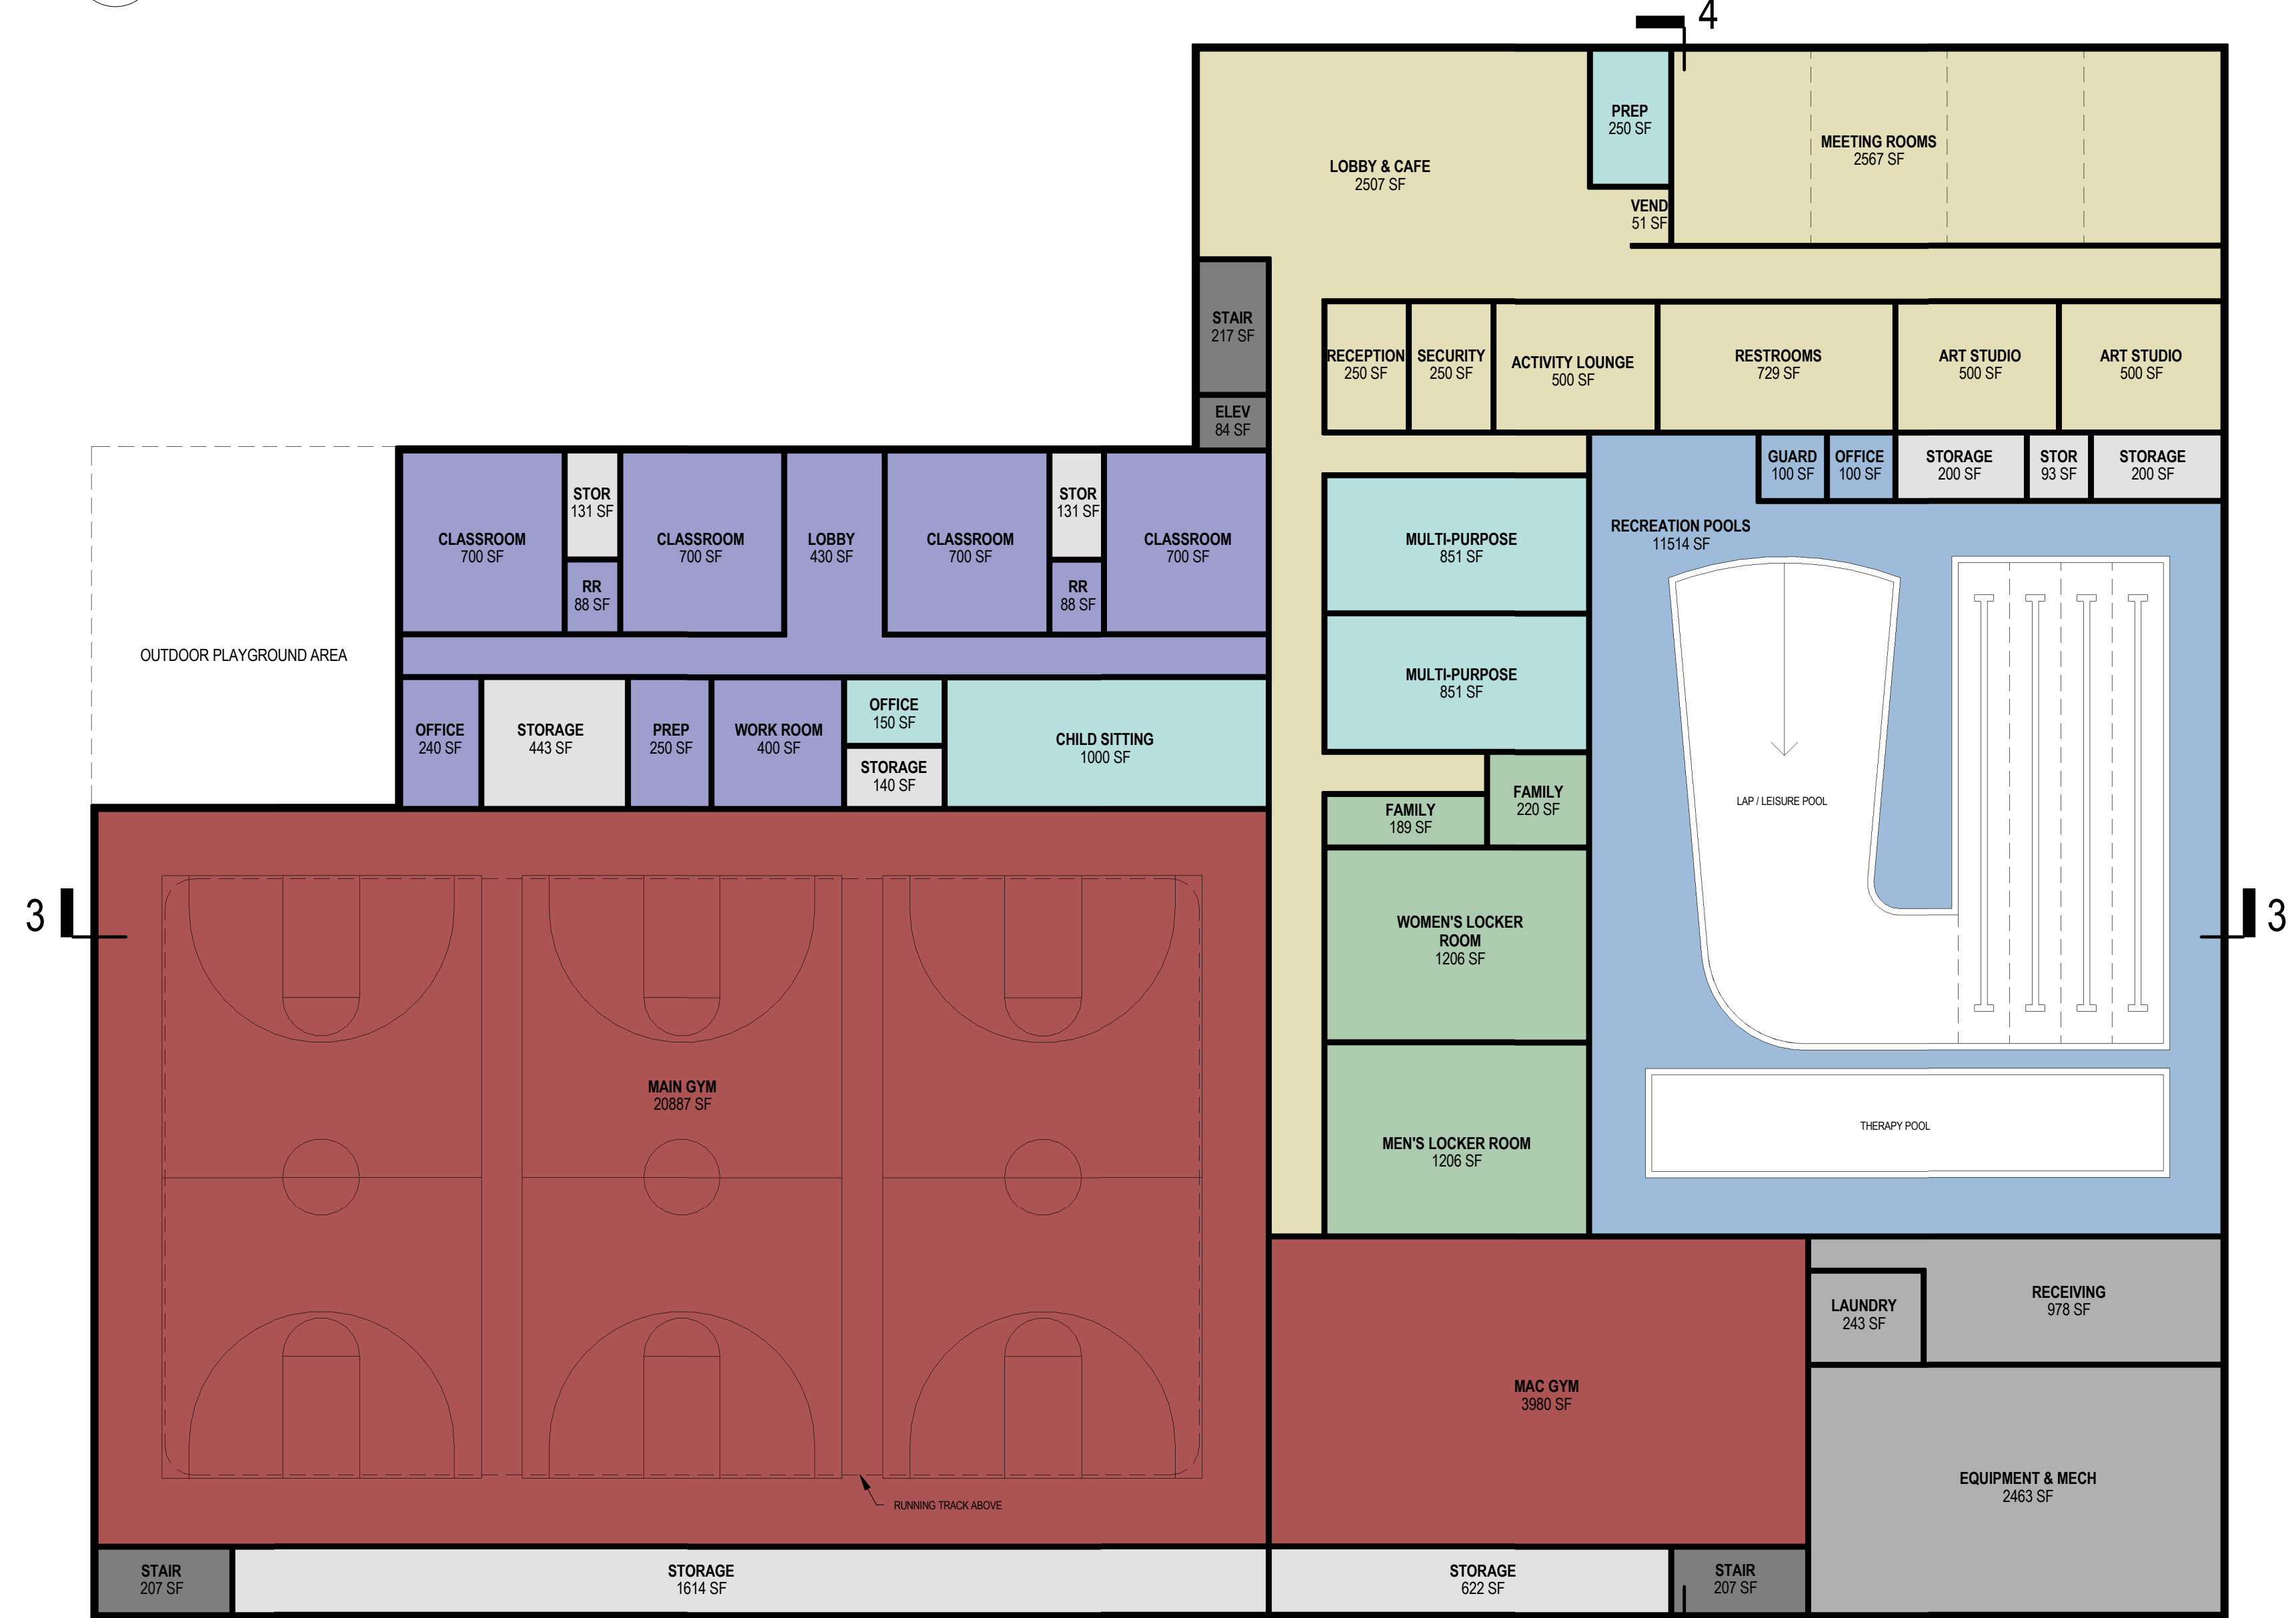 4
PREP
250 SF
MEETING ROOMS
2567 SF
LOBBY & CAFE
2507 SF
VEND
51 SF
STAIR
217 SF
RECEPTION
250 SF
SECURITY
250 SF
ACTIVITY LOUNGE
500 SF
RESTROOMS
729 SF
ART STUDIO
500 SF
ART STUDIO
500 SF
ELEV
84 SF
GUARD
100 SF
OFFICE
100 SF
STORAGE
200 SF
STOR
93 SF
STORAGE
200 SF
CLASSROOM
700 SF
STOR
131 SF
RR
88 SF
CLASSROOM
700 SF
LOBBY
430 SF
CLASSROOM
700 SF
STOR
131 SF
RR
88 SF
CLASSROOM
700 SF
MULTI-PURPOSE
851 SF
RECREATION POOLS
11514 SF
OUTDOOR PLAYGROUND AREA
MULTI-PURPOSE
851 SF
OFFICE
240 SF
STORAGE
443 SF
PREP
250 SF
WORK ROOM
400 SF
OFFICE
150 SF
STORAGE
140 SF
CHILD SITTING
1000 SF
FAMILY
189 SF
FAMILY
220 SF
LAP / LEISURE POOL
3
WOMEN'S LOCKER
ROOM
1206 SF
3
MAIN GYM
20887 SF
MEN'S LOCKER ROOM
1206 SF
THERAPY POOL
LAUNDRY
243 SF
RECEIVING
978 SF
MAC GYM
3980 SF
EQUIPMENT & MECH
2463 SF
RUNNING TRACK ABOVE
STAIR
207 SF
STORAGE
1614 SF
STORAGE
622 SF
STAIR
207 SF